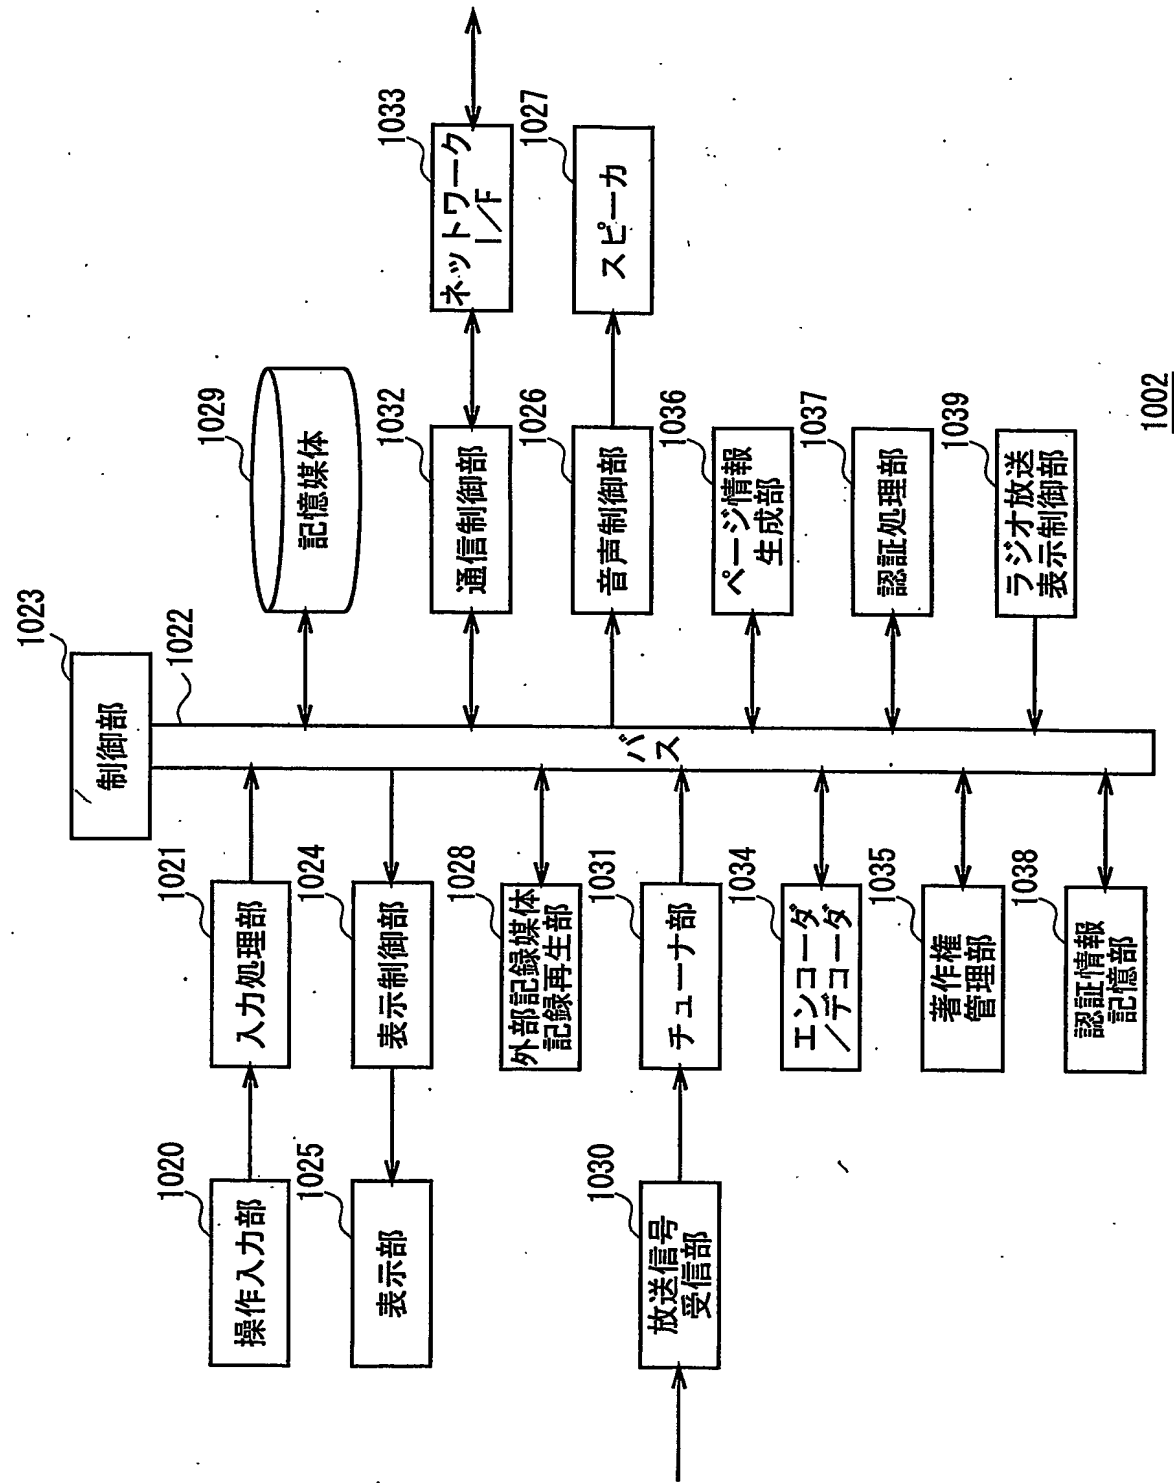 1023
制御部
1022
バス
1020
操作入力部
1021
入力処理部
1029
記憶媒体
1025
表示部
1024
表示制御部
1032
通信制御部
1033
ネットワーク
I/F
1028
外部記録媒体
記録再生部
1026
音声制御部
1027
スピーカ
1030
放送信号
受信部
1031
チューナ部
1036
ページ情報
生成部
1034
エンコーダ
/デコーダ
1037
認証処理部
1035
著作権
管理部
1039
ラジオ放送
表示制御部
1038
認証情報
記憶部
1002